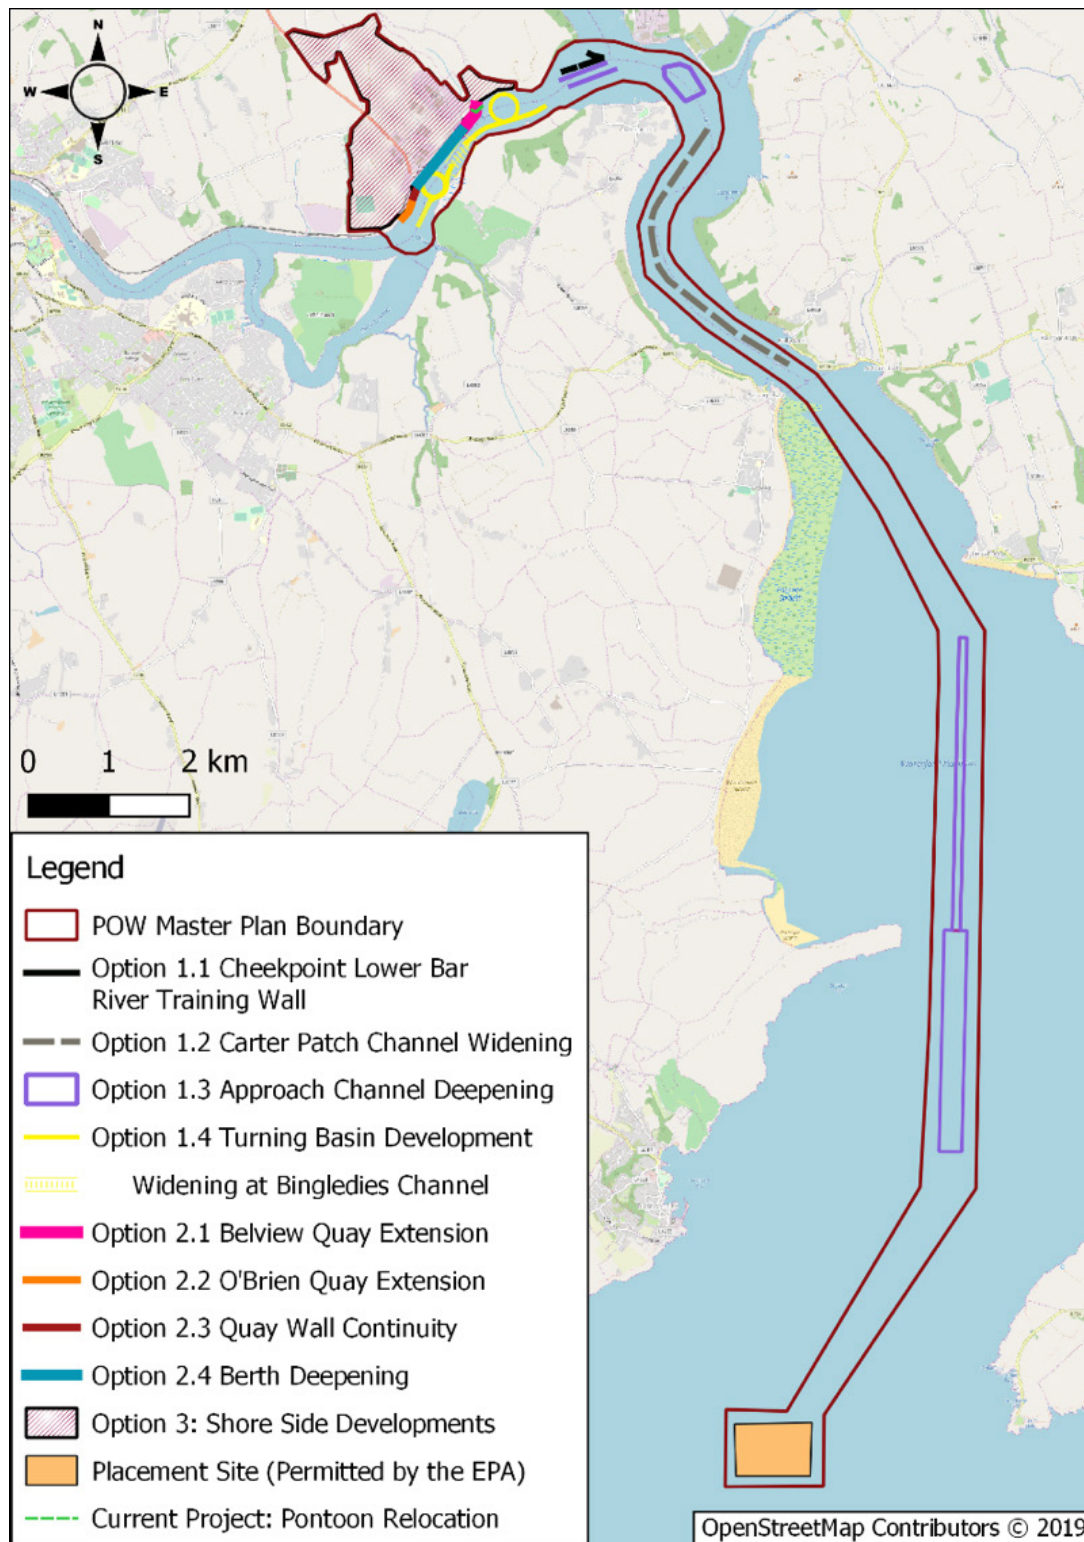 N
W
E
S
0 1 2 km
Legend
POW Master Plan Boundary
Option 1.1 Cheekpoint Lower Bar
River Training Wall
Option 1.2 Carter Patch Channel Widening
Option 1.3 Approach Channel Deepening
Option 1.4 Turning Basin Development
Widening at Bingledies Channel
Option 2.1 Belview Quay Extension
Option 2.2 O'Brien Quay Extension
Option 2.3 Quay Wall Continuity
Option 2.4 Berth Deepening
Option 3: Shore Side Developments
Placement Site (Permitted by the EPA)
Current Project: Pontoon Relocation
OpenStreetMap Contributors © 2019